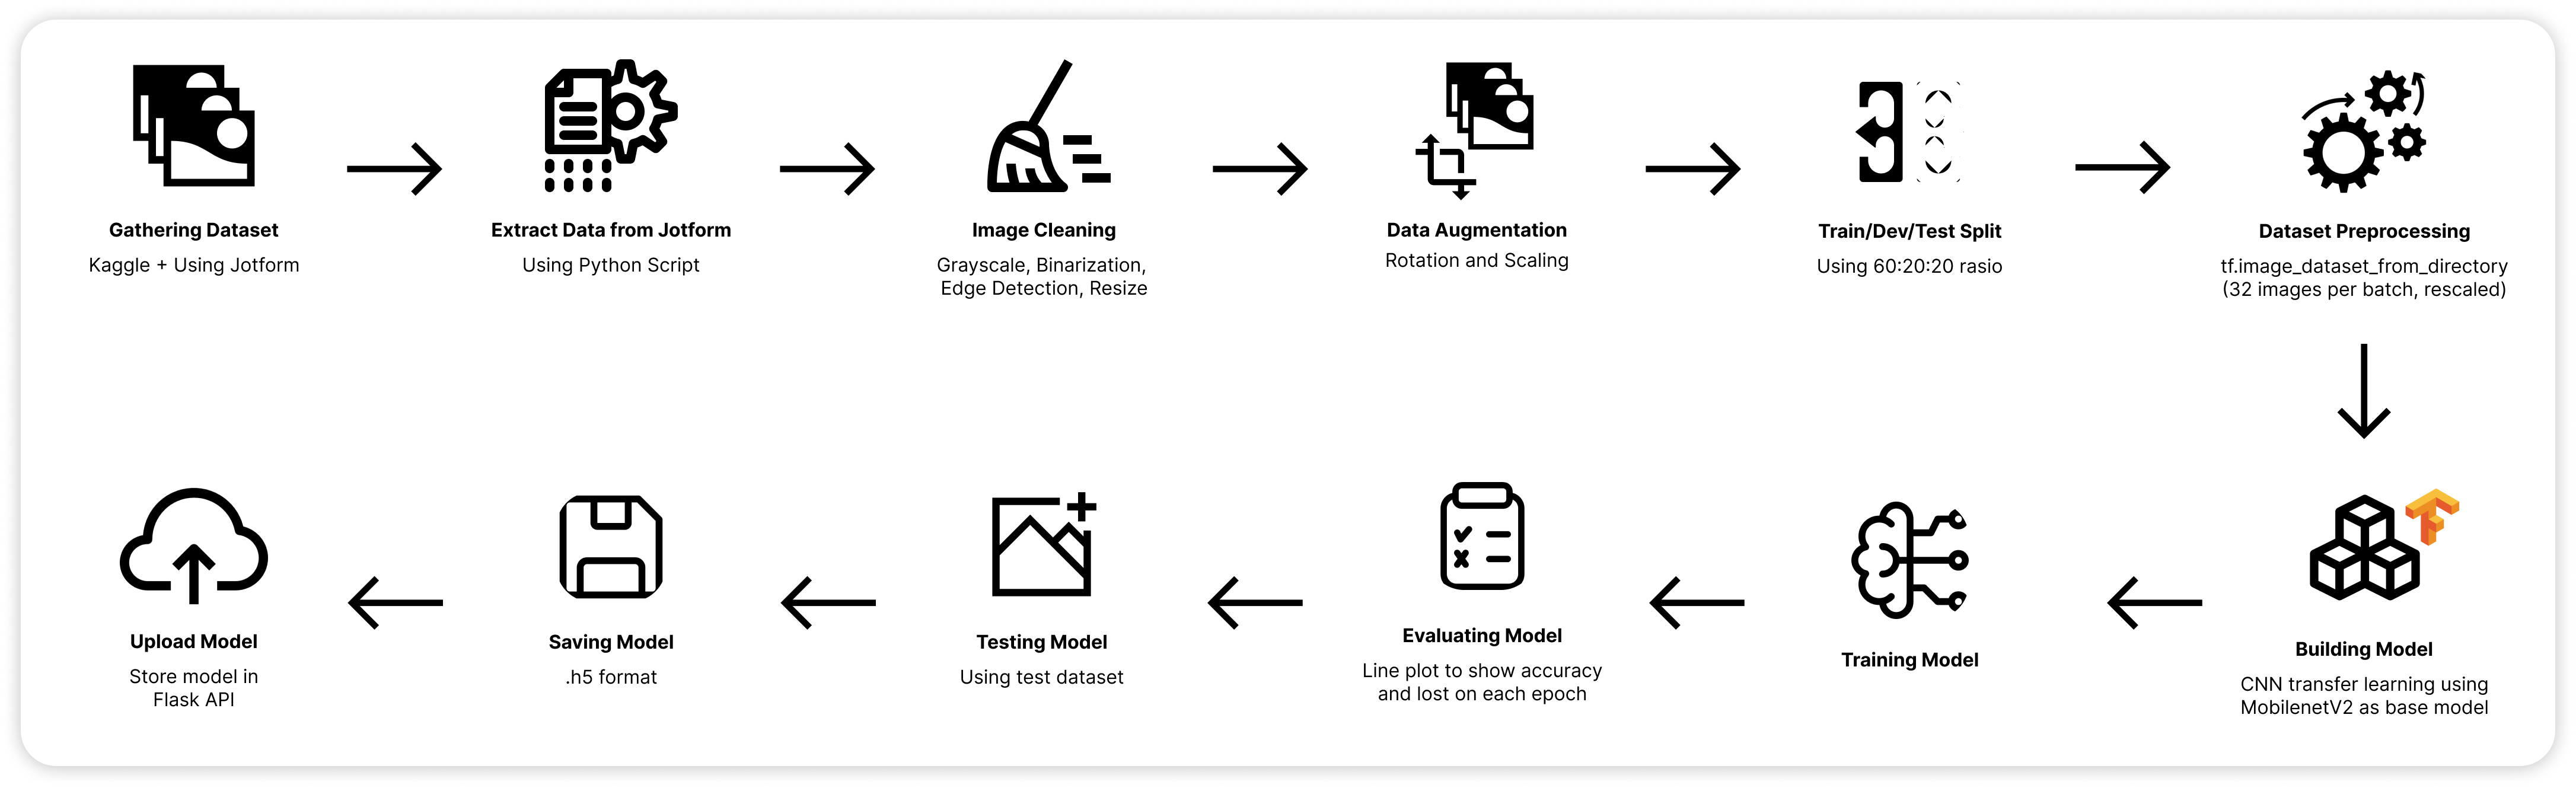 Gathering Dataset
Kaggle + Using Jotform
Extract Data from Jotform
Using Python Script
Image Cleaning
Grayscale, Binarization,
Edge Detection, Resize
Data Augmentation
Rotation and Scaling
Train/Dev/Test Split
Using 60:20:20 rasio
Dataset Preprocessing
tf.image_dataset_from_directory
(32 images per batch, rescaled)
Building Model
CNN transfer learning using
MobilenetV2 as base model
Training Model
Evaluating Model
Line plot to show accuracy
and lost on each epoch
Testing Model
Using test dataset
Saving Model
.h5 format
Upload Model
Store model in
Flask API